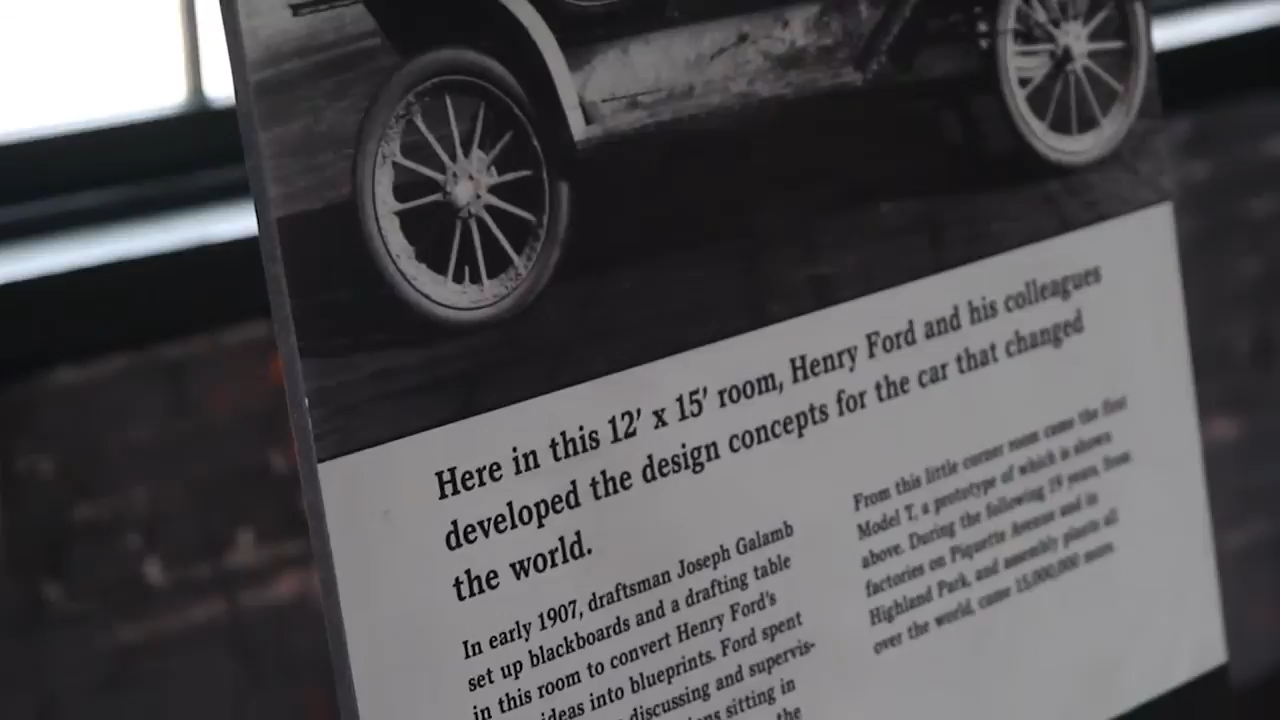 Here in this 12' x 15' room, Henry Ford and his colleagues
developed the design concepts for the car that changed
the world.
In early 1907, draftsman Joseph Galamb
set up blackboards and a drafting table
in this room to convert Henry Ford's
ideas into blueprints. Ford spent
discussing and supervis-
sitting in
the
From this little corner room came the first
Model T, a prototype of which is shown
above. During the following 19 years, from
factories on Piquette Avenue and in
Highland Park, and assembly plants all
over the world, came 15,000,000 more.